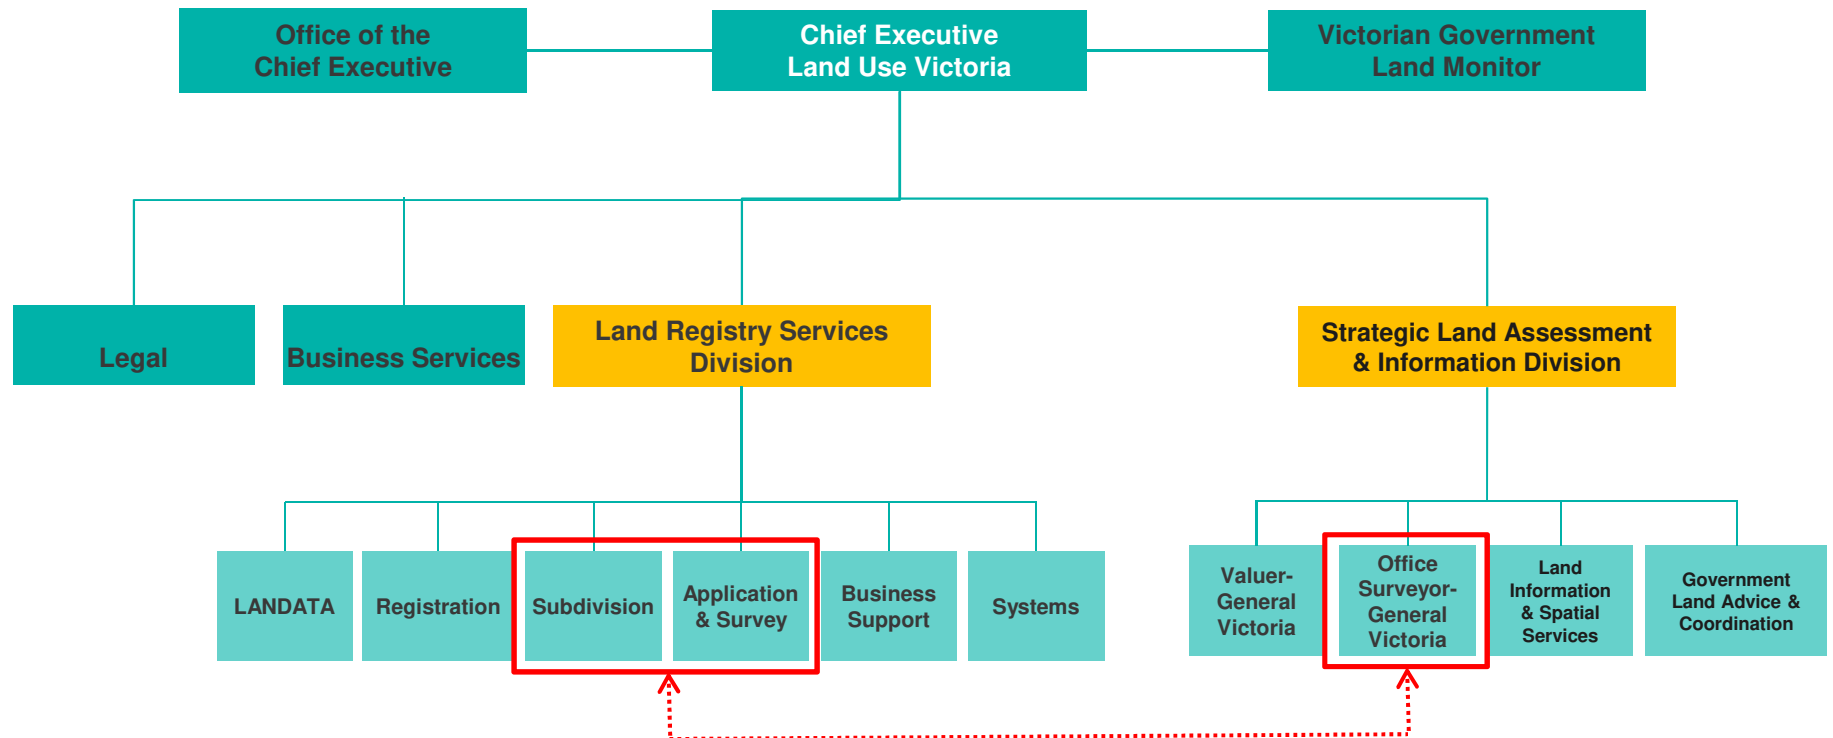 Office of the
Chief Executive
Chief Executive
Land Use Victoria
Victorian Government
Land Monitor
Legal
Business Services
Land Registry Services
Division
Strategic Land Assessment
& Information Division
LANDATA
Registration
Subdivision
Application
& Survey
Business
Support
Systems
Valuer-
General
Victoria
Office
Surveyor-
General
Victoria
Land
Information
& Spatial
Services
Government
Land Advice &
Coordination